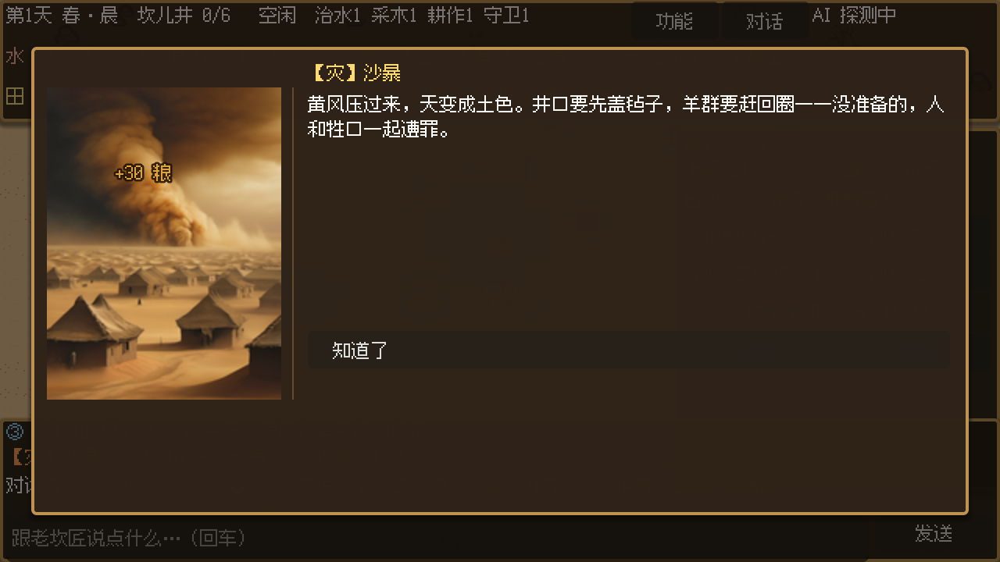 第1天 春·晨 坎儿井 0/6 空闲 治水1 采木1 耕作1 守卫1 功能 对话 AI 探测中
水
【灾】沙暴
田
黄风压过来，天变成土色。井口要先盖毡子，羊群要赶回圈——没准备的，人
和牲口一起遭罪。
+30 粮
知道了
③
【灾
对话
跟老坎匠说点什么…（回车） 发送